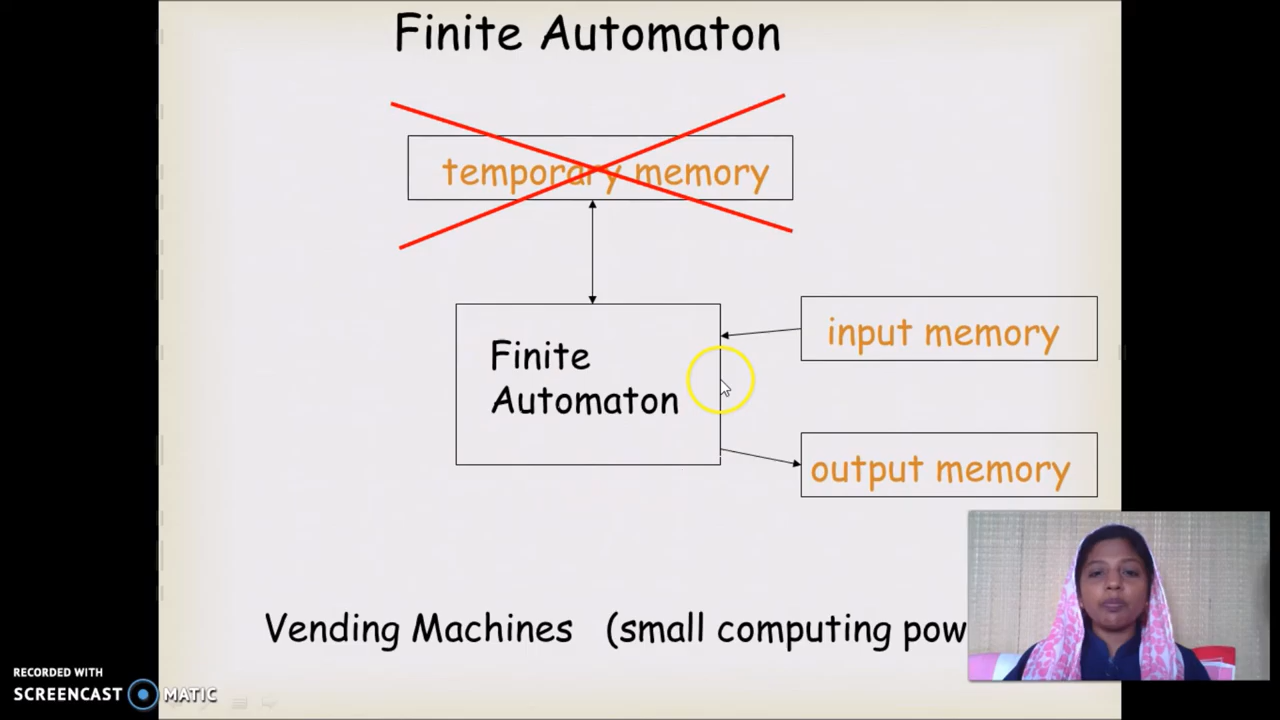 Finite Automaton
temporary memory
Finite
Automaton
input memory
output memory
Vending Machines (small computing pow
RECORDED WITH
SCREENCAST MATIC